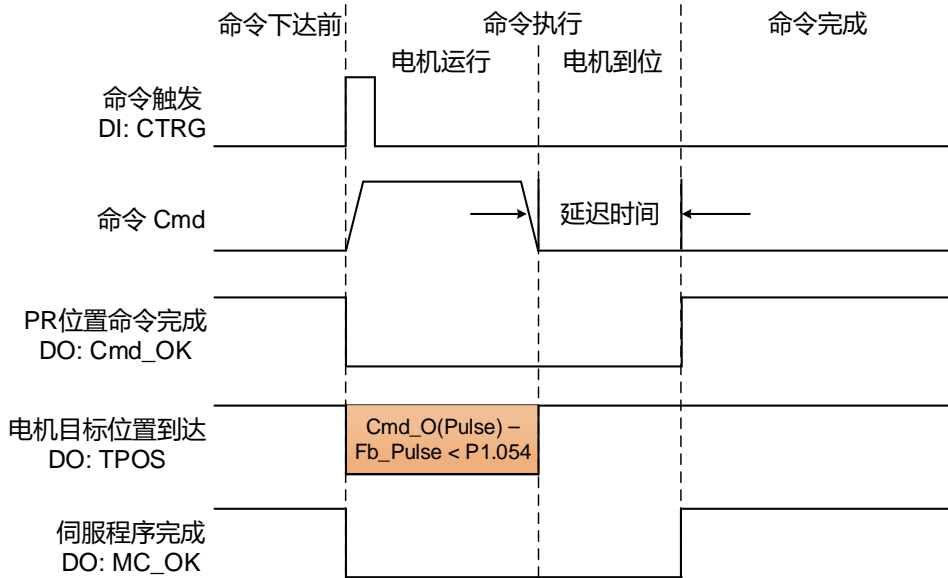 命令下达前
命令执行
命令完成
电机运行
电机到位
命令触发
DI: CTRG
命令 Cmd
延迟时间
PR位置命令完成
DO: Cmd_OK
电机目标位置到达
DO: TPOS
Cmd_O(Pulse) –
Fb_Pulse < P1.054
伺服程序完成
DO: MC_OK